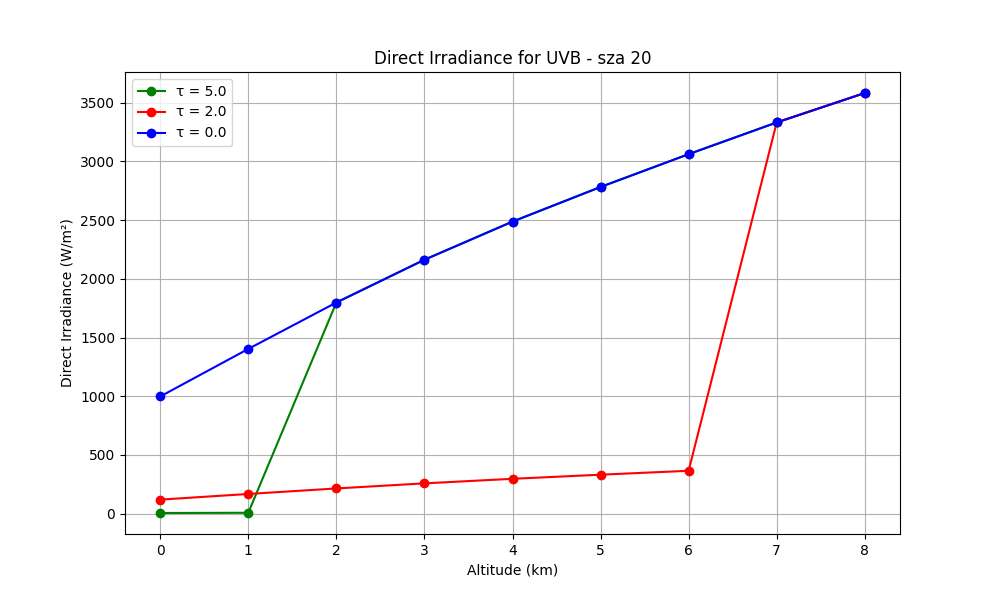 Direct Irradiance for UVB - sza 20
τ = 5.0
τ = 2.0
τ = 0.0
3500
3000
2500
2000
1500
1000
500
0
Direct Irradiance (W/m²)
0 1 2 3 4 5 6 7 8
Altitude (km)